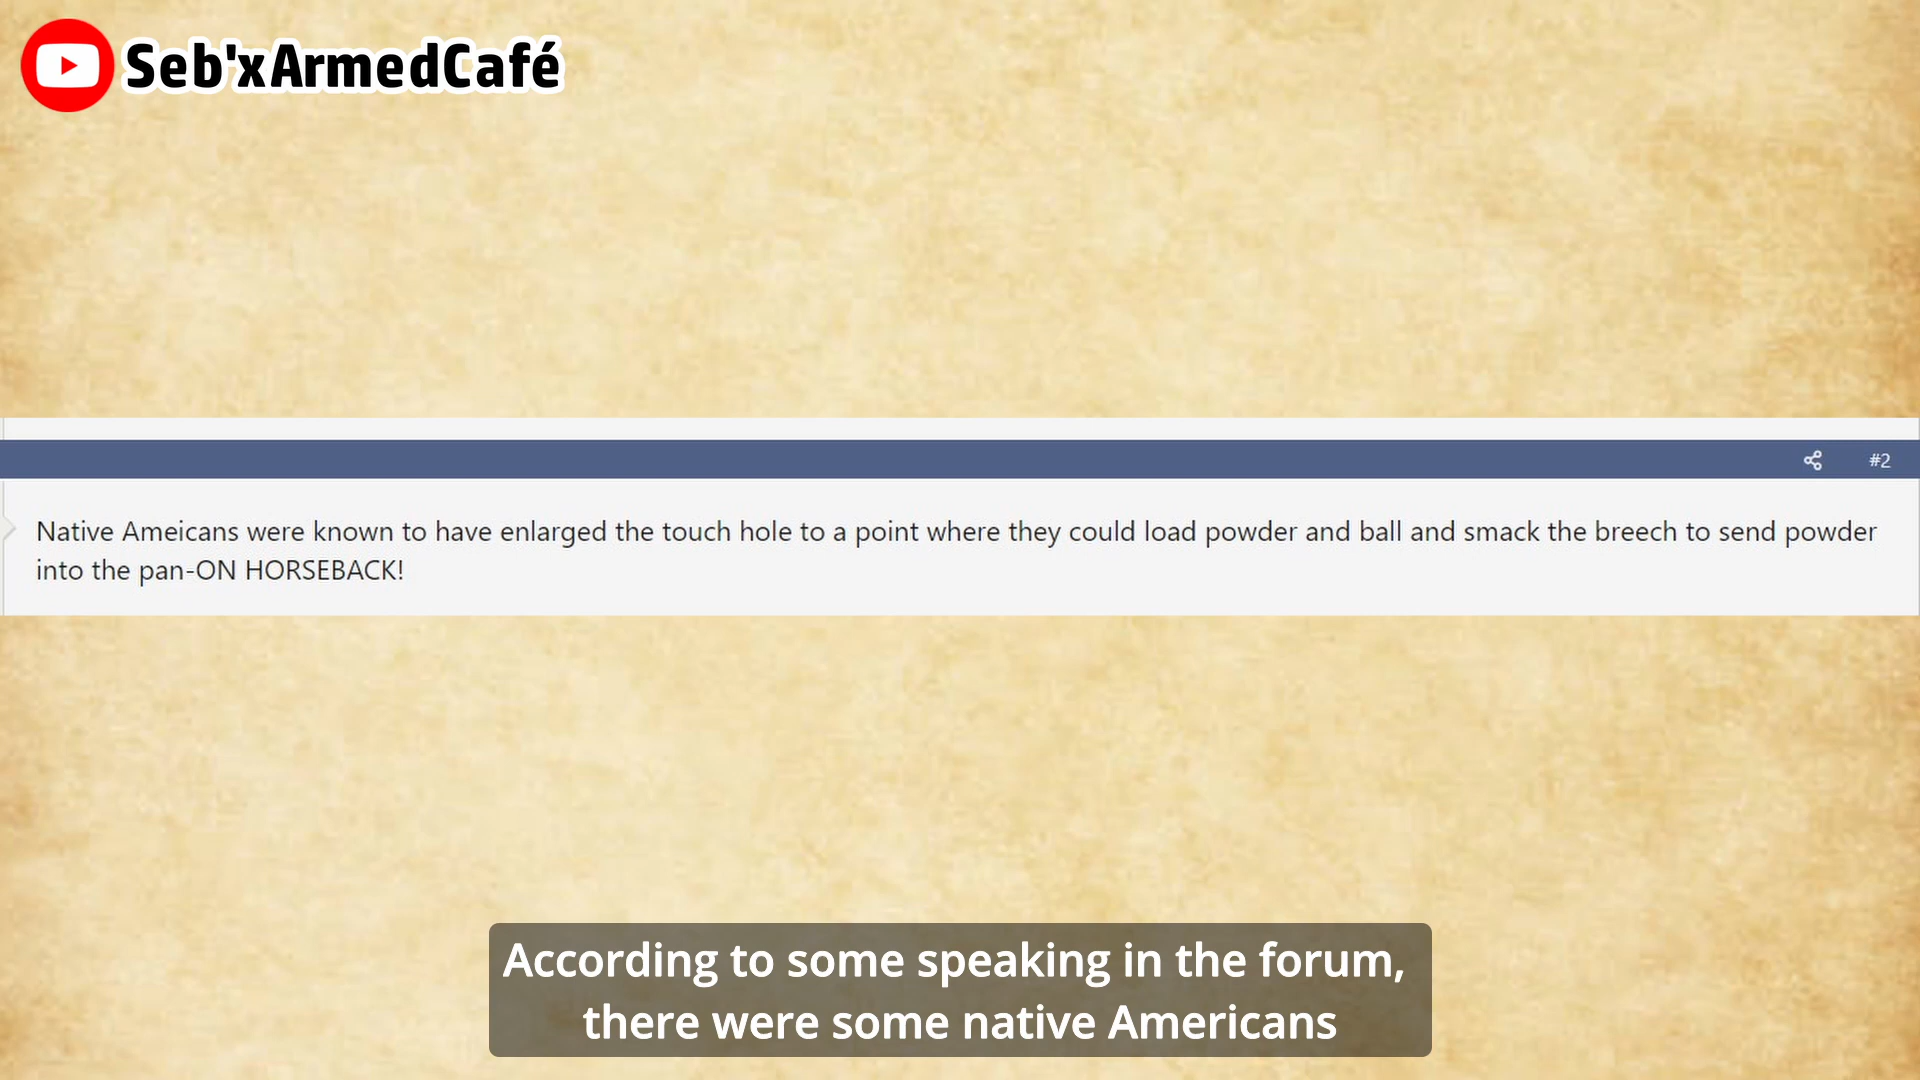 Seb'xArmedCafé
#2
Native Ameicans were known to have enlarged the touch hole to a point where they could load powder and ball and smack the breech to send powder
into the pan-ON HORSEBACK!
According to some speaking in the forum,
there were some native Americans